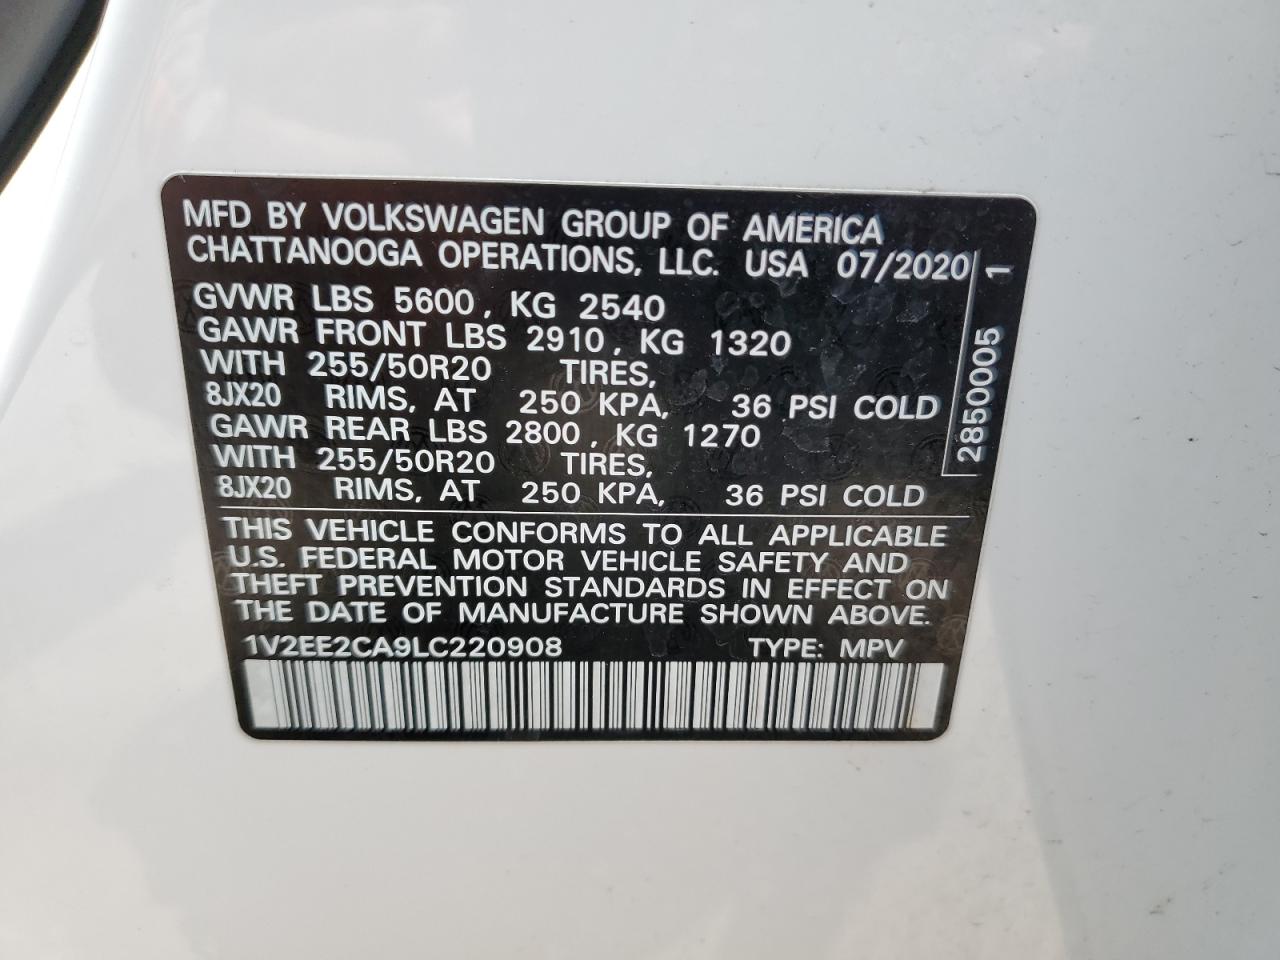 MFD BY VOLKSWAGEN GROUP OF AMERICA
CHATTANOOGA OPERATIONS, LLC. USA 07/2020
GVWR LBS 5600, KG 2540
GAWR FRONT LBS 2910, KG 1320
WITH 255/50R20 TIRES,
8JX20 RIMS, AT 250 KPA, 36 PSI COLD
GAWR REAR LBS 2800, KG 1270
WITH 255/50R20 TIRES,
8JX20 RIMS, AT 250 KPA, 36 PSI COLD
2850005 1
THIS VEHICLE CONFORMS TO ALL APPLICABLE
U.S. FEDERAL MOTOR VEHICLE SAFETY AND
THEFT PREVENTION STANDARDS IN EFFECT ON
THE DATE OF MANUFACTURE SHOWN ABOVE.
1V2EE2CA9LC220908 TYPE: MPV